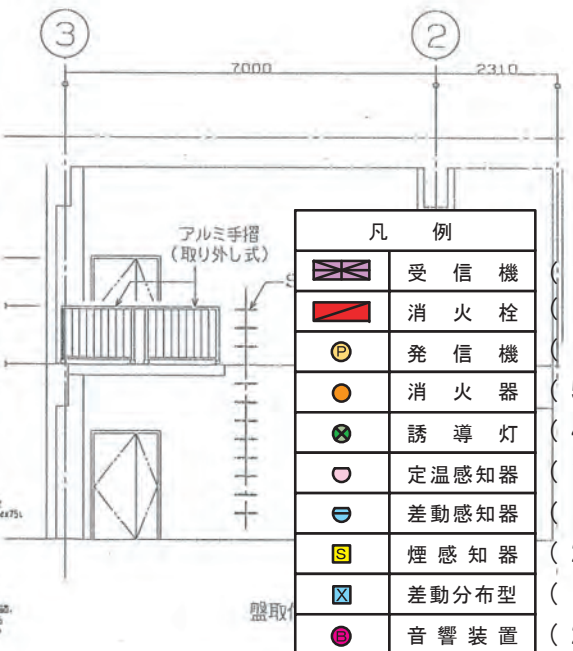 ③ ②
7000 2310
アルミ手摺
(取り外し式)
凡 例
受信機 (
消火栓 (
P 発信機 (
消火器 (
誘導灯 (
定温感知器 (
差動感知器 (
S 煙感知器 (
X 差動分布型 (
B 音響装置 (
盤取